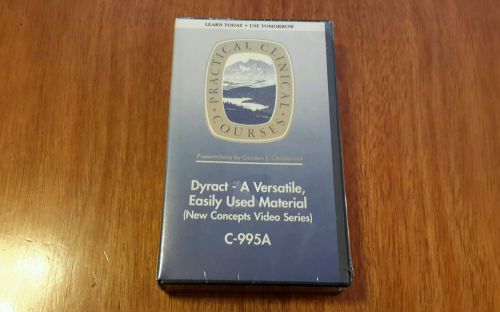 LEARN TODAY • USE TOMORROW
PRACTICAL CLINICAL
COURSES
Presentations by Gordon J. Christensen
Dyract - A Versatile,
Easily Used Material
(New Concepts Video Series)
C-995A